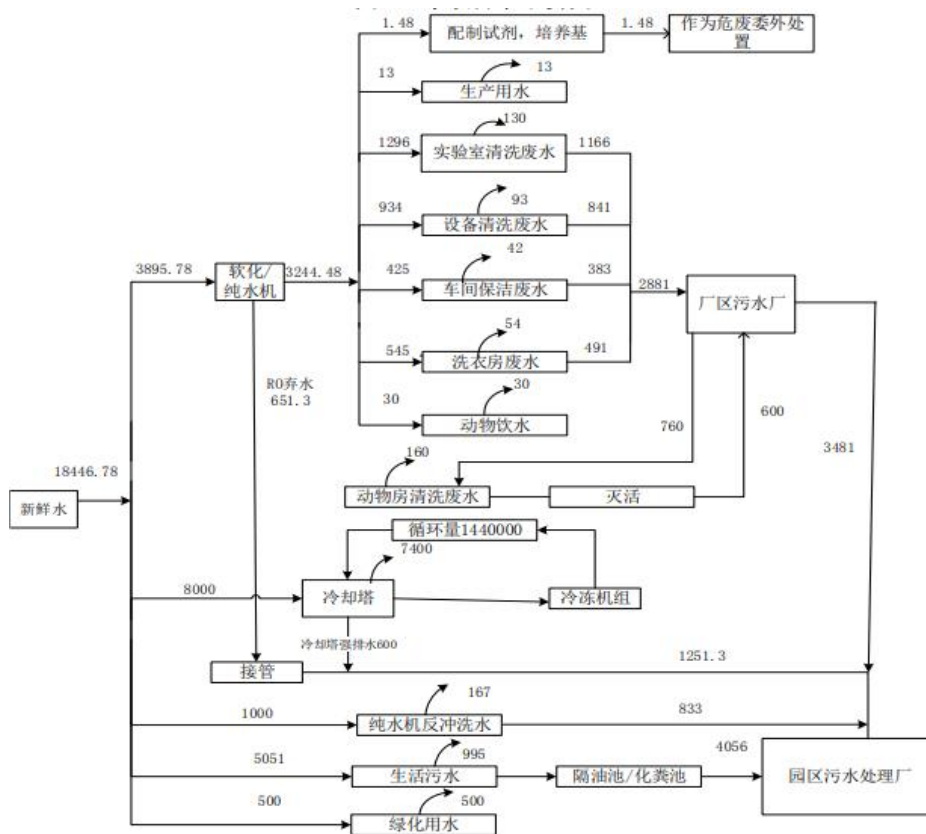 1.48
配制试剂，培养基
1.48
作为危废委外处
置
13
13
生产用水
130
1296
实验室清洗废水
1166
93
934
设备清洗废水
841
42
3895.78
软化/
纯水机
3244.48
425
车间保洁废水
383
2881
厂区污水厂
54
545
洗衣房废水
491
RO弃水
651.3
30
30
动物饮水
760
600
3481
160
18446.78
新鲜水
动物房清洗废水
灭活
循环量1440000
7400
8000
冷却塔
冷冻机组
冷却塔强排水600
接管
1251.3
167
1000
纯水机反冲洗水
833
995
4056
5051
生活污水
隔油池/化粪池
园区污水处理厂
500
500
绿化用水